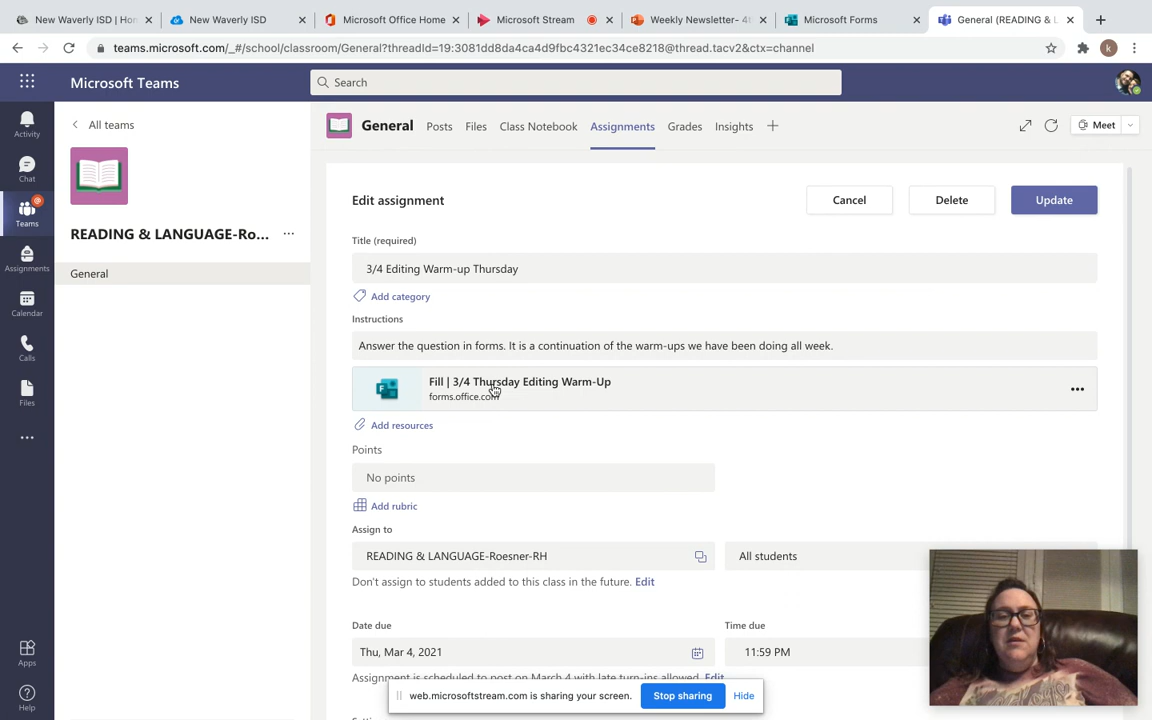 New Waverly ISD | Hon
New Waverly ISD
Microsoft Office Home
Microsoft Stream
Weekly Newsletter- 4t
Microsoft Forms
General (READING & L
teams.microsoft.com/_#/school/classroom/General?threadId=19:3081dd8da4ca4d9fbc4321ec34ce8218@thread.tacv2&ctx=channel
k
Microsoft Teams
Search
Activity
Chat
Teams
Assignments
Calendar
Calls
Files
Apps
Help
All teams
READING & LANGUAGE-Ro...
General
General
Posts
Files
Class Notebook
Assignments
Grades
Insights
Meet
Edit assignment
Cancel
Delete
Update
Title (required)
3/4 Editing Warm-up Thursday
Add category
Instructions
Answer the question in forms. It is a continuation of the warm-ups we have been doing all week.
Fill | 3/4 Thursday Editing Warm-Up
forms.office.com
Add resources
Points
No points
Add rubric
Assign to
READING & LANGUAGE-Roesner-RH
All students
Don't assign to students added to this class in the future. Edit
Date due
Time due
Thu, Mar 4, 2021
11:59 PM
Assignment is scheduled to post on March 4 with late turn-ins allowed. Edit
web.microsoftstream.com is sharing your screen.
Stop sharing
Hide